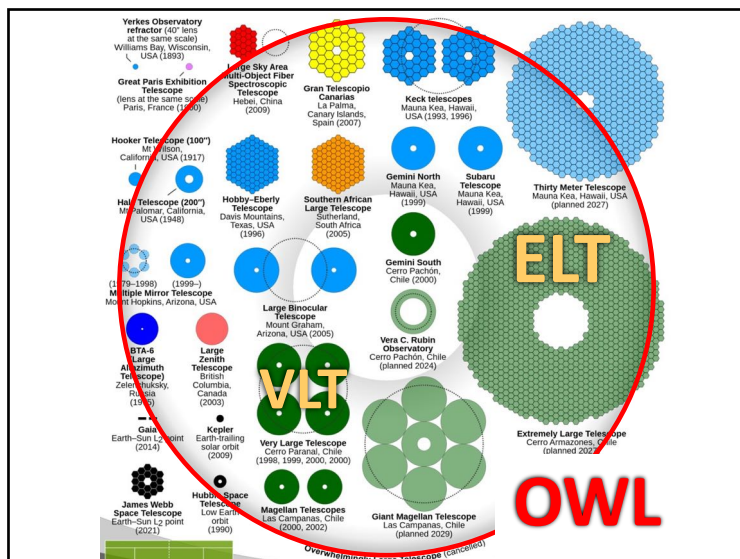 Yerkes Observatory
refractor (40" lens
at the same scale)
Williams Bay, Wisconsin,
USA (1893)
Great Paris Exhibition
Telescope
(lens at the same scale)
Paris, France (1900)
Large Sky Area
Multi-Object Fiber
Spectroscopic
Telescope
Hebei, China
(2009)
Gran Telescopio
Canarias
La Palma,
Canary Islands,
Spain (2007)
Keck telescopes
Mauna Kea, Hawaii,
USA (1993, 1996)
Hooker Telescope (100")
Mt Wilson,
California, USA (1917)
Hale Telescope (200")
Mt Palomar, California,
USA (1948)
Hobby–Eberly
Telescope
Davis Mountains,
Texas, USA
(1996)
Southern African
Large Telescope
Sutherland,
South Africa
(2005)
Gemini North
Mauna Kea,
Hawaii, USA
(1999)
Subaru
Telescope
Mauna Kea,
Hawaii, USA
(1999)
Thirty Meter Telescope
Mauna Kea, Hawaii, USA
(planned 2027)
Gemini South
Cerro Pachón,
Chile (2000)
ELT
(1979–1998) (1999–)
Multiple Mirror Telescope
Mount Hopkins, Arizona, USA
Large Binocular
Telescope
Mount Graham,
Arizona, USA (2005)
Vera C. Rubin
Observatory
Cerro Pachón, Chile
(planned 2024)
BTA-6
(Large
Altazimuth
Telescope)
Zelenchuksky,
Russia
(1975)
Large
Zenith
Telescope
British
Columbia,
Canada
(2003)
VLT
Gaia
Earth–Sun L2 point
(2014)
Kepler
Earth-trailing
solar orbit
(2009)
Very Large Telescope
Cerro Paranal, Chile
(1998, 1999, 2000, 2000)
Extremely Large Telescope
Cerro Armazones, Chile
(planned
James Webb
Space Telescope
Earth–Sun L2 point
(2021)
Hubble Space
Telescope
Low Earth
orbit
(1990)
Magellan Telescopes
Las Campanas, Chile
(2000, 2002)
Giant Magellan Telescope
Las Campanas, Chile
(planned 2029)
OWL
Overwhelmingly Large Telescope (cancelled)